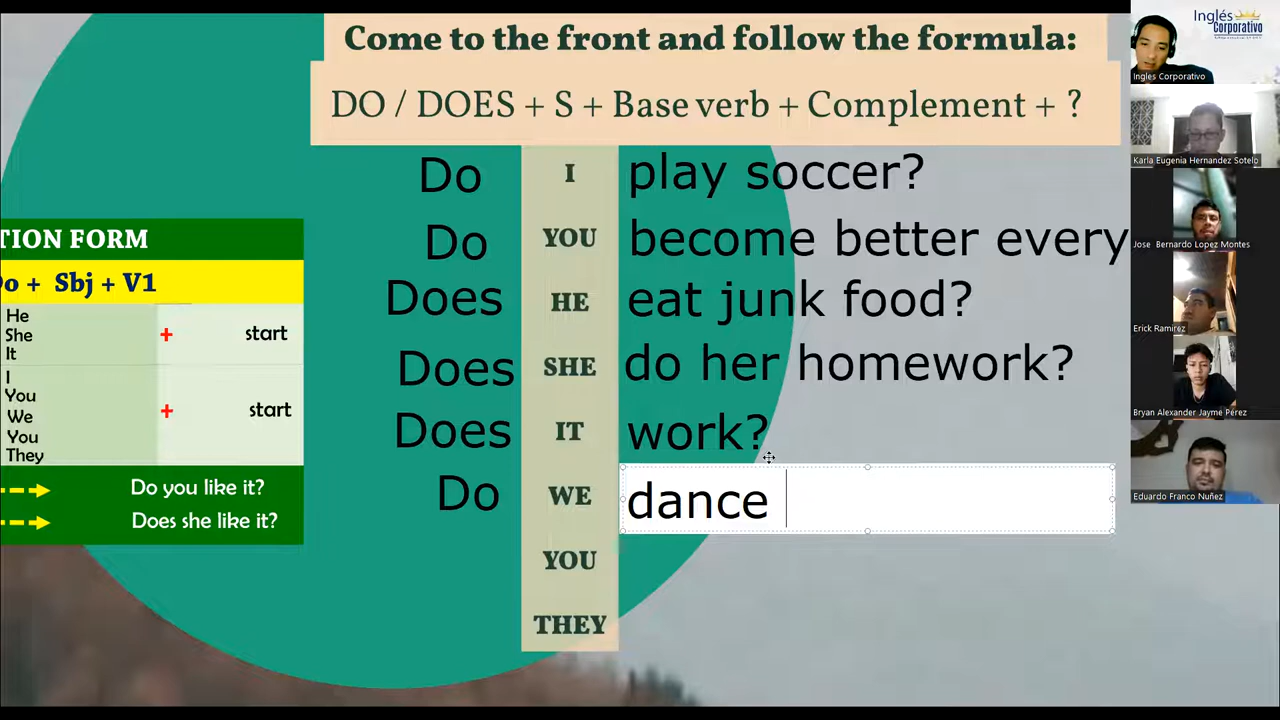 Come to the front and follow the formula:
DO / DOES + S + Base verb + Complement + ?
Do I play soccer?
Do YOU become better every
Does HE eat junk food?
Does SHE do her homework?
Does IT work?
Do WE dance
YOU
THEY
TION FORM
Do + Sbj + V1
He
She
It
+ start
I
You
We
You
They
+ start
Do you like it?
Does she like it?
Inglés
Corporativo
Ingles Corporativo
Karla Eugenia Hernandez Sotelo
Jose Bernardo Lopez Montes
Erick Ramirez
Bryan Alexander Jayme Pérez
Eduardo Franco Nuñez